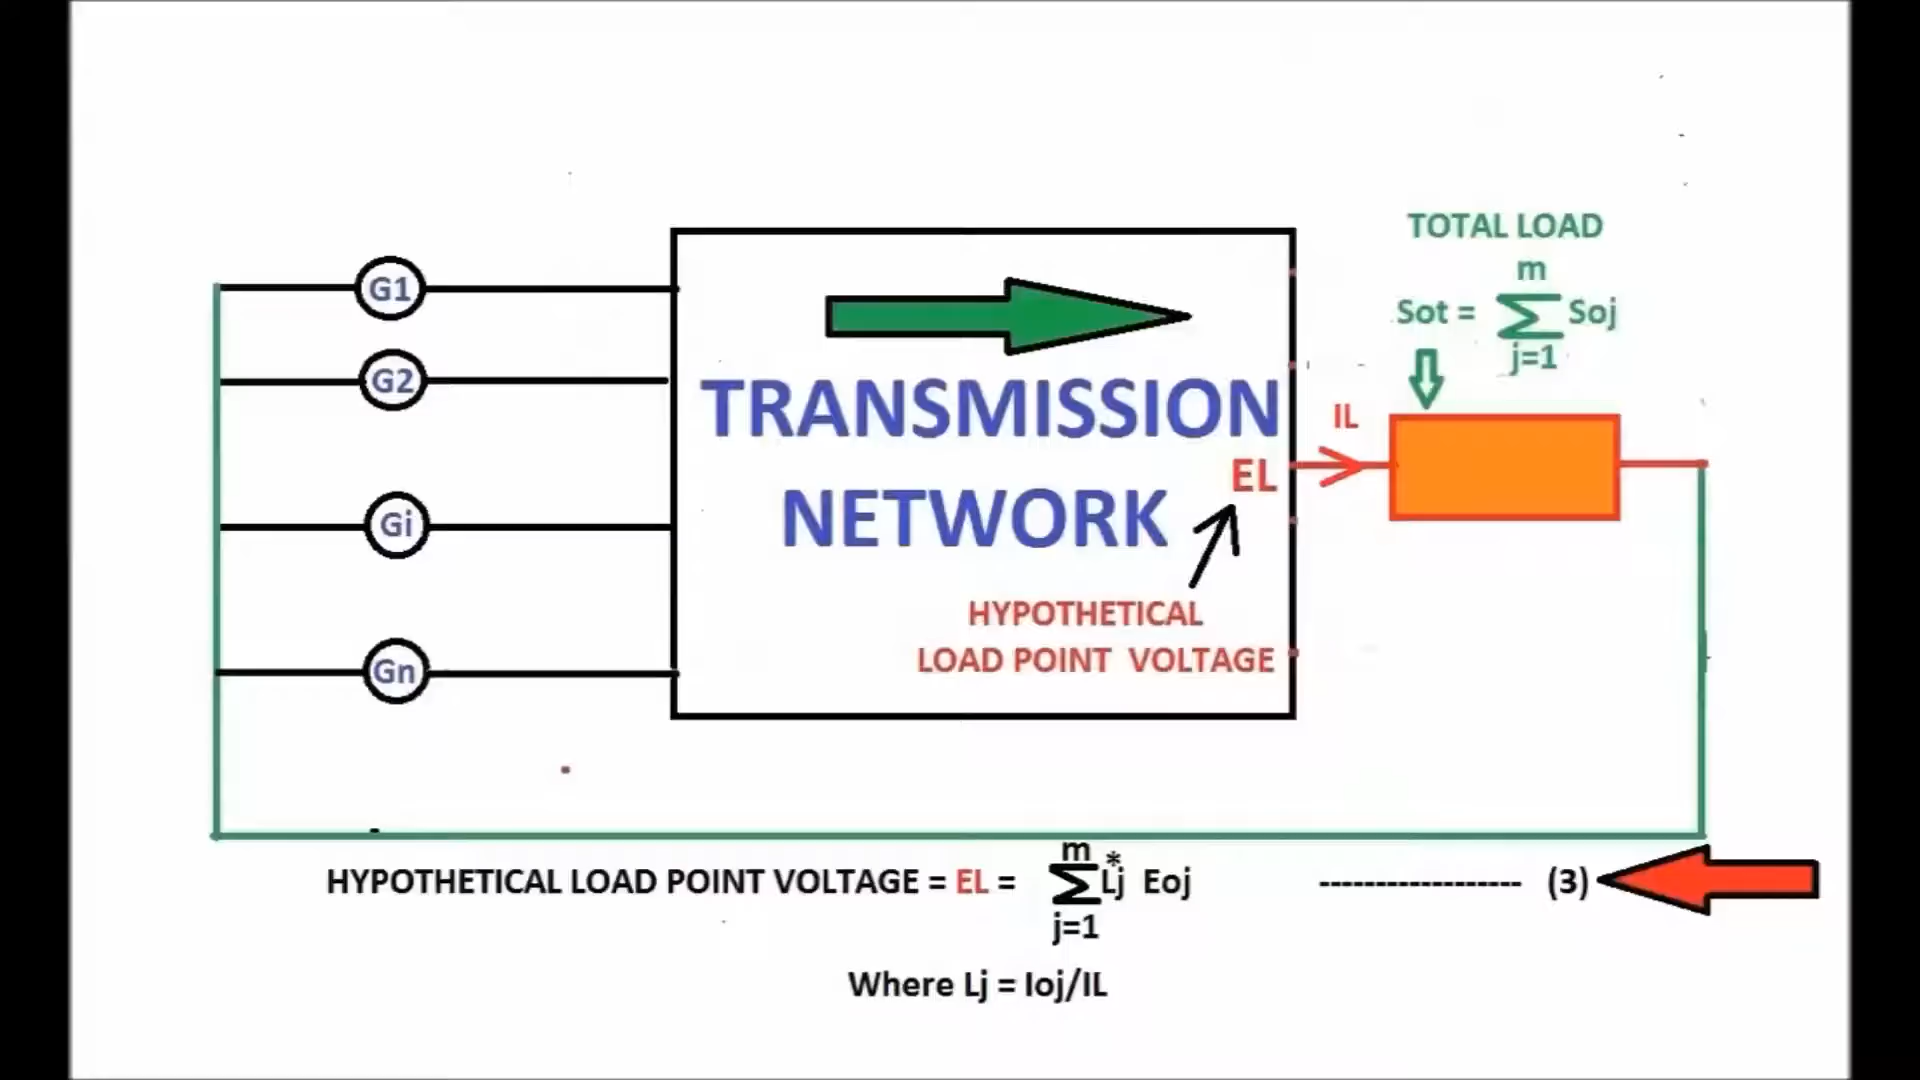 TOTAL LOAD
m
Sot = Σ Soj
j=1
G1
G2
Gi
Gn
TRANSMISSION
NETWORK
EL
IL
HYPOTHETICAL
LOAD POINT VOLTAGE
m
HYPOTHETICAL LOAD POINT VOLTAGE = EL = Σ Lj* Eoj ------------------ (3)
j=1
Where Lj = Ioj/IL